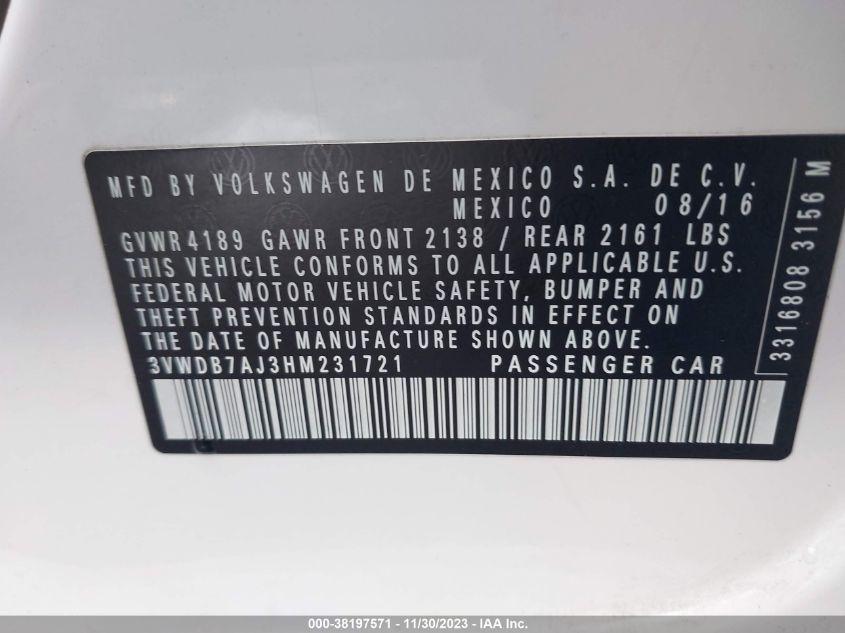 MFD BY VOLKSWAGEN DE MEXICO S.A. DE C.V.
MEXICO 08/16
GVWR 4189 GAWR FRONT 2138 / REAR 2161 LBS
THIS VEHICLE CONFORMS TO ALL APPLICABLE U.S.
FEDERAL MOTOR VEHICLE SAFETY, BUMPER AND
THEFT PREVENTION STANDARDS IN EFFECT ON
THE DATE OF MANUFACTURE SHOWN ABOVE.
3VWDB7AJ3HM231721 PASSENGER CAR
3316808 3156 M
000-38197571 - 11/30/2023 - IAA Inc.